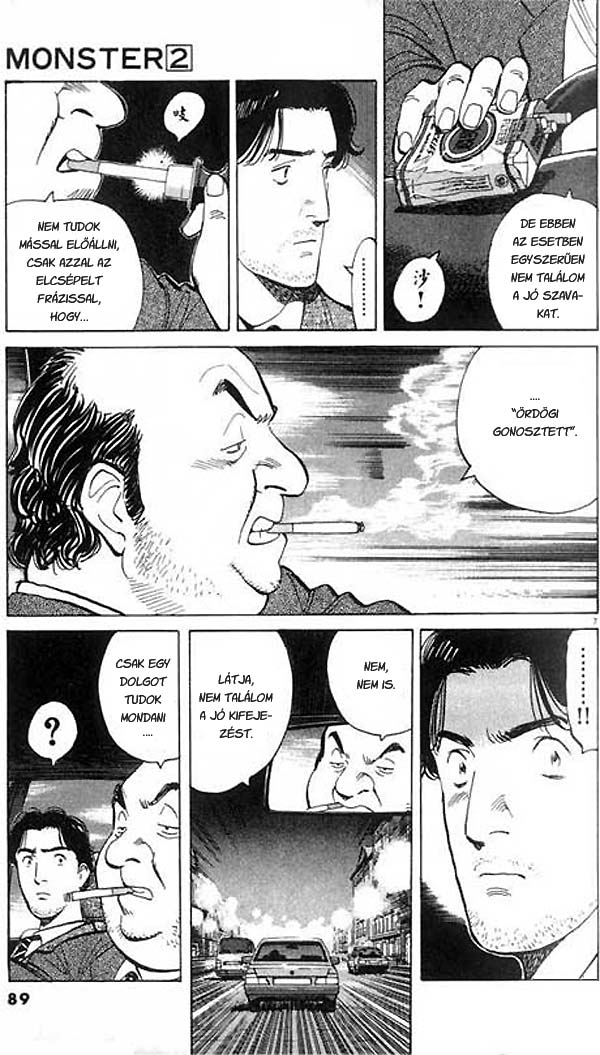 MONSTER 2
DE EBBEN
AZ ESETBEN
EGYSZERŰEN
NEM TALÁLOM
A JÓ SZAVA-
KAT.
沙!
..........
吱
NEM TUDOK
MÁSSAL ELŐÁLLNI,
CSAK AZZAL AZ
ELCSÉPELT
FRÁZISSAL,
HOGY...
....
"ÖRDÖGI
GONOSZTETT".
7
........!!
NEM,
NEM IS.
LÁTJA,
NEM TALÁLOM
A JÓ KIFEJE-
ZÉST.
CSAK EGY
DOLGOT
TUDOK
MONDANI
....
?
89